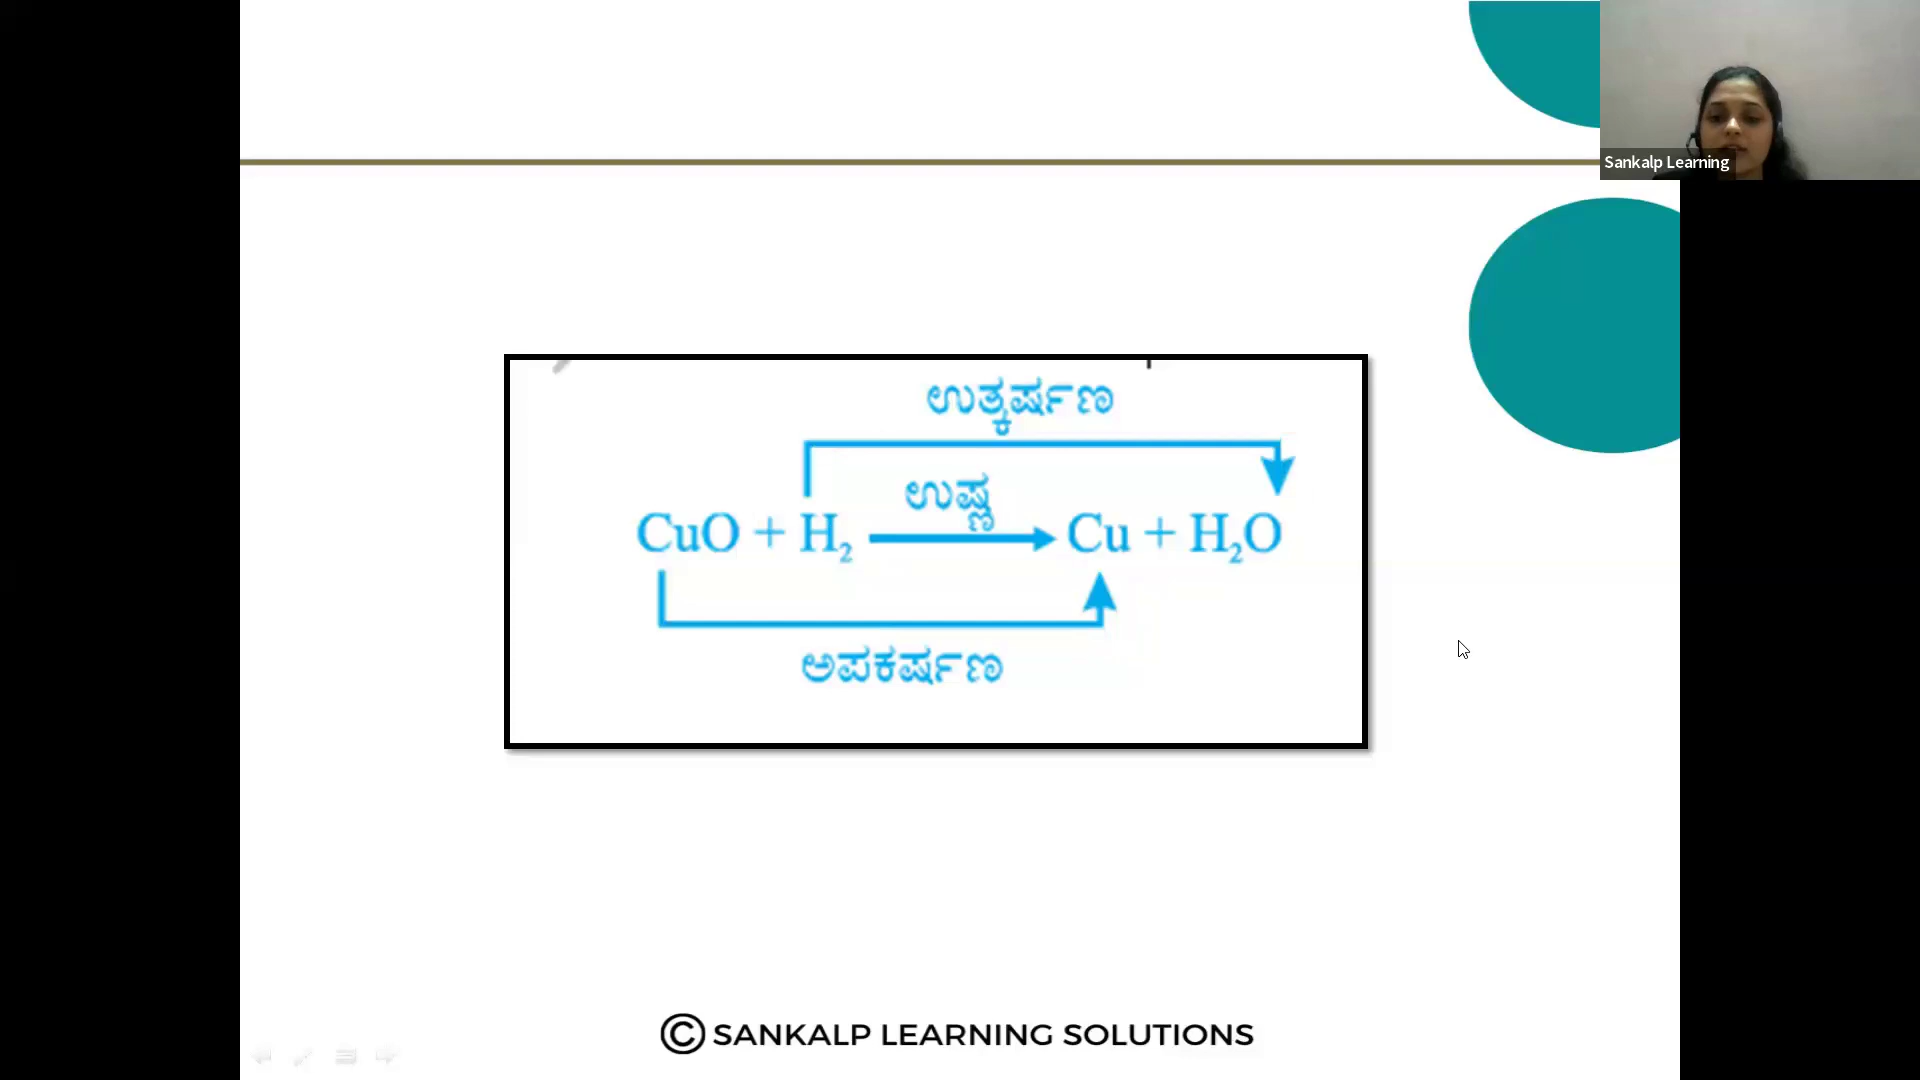 Sankalp Learning
ಉತ್ಕರ್ಷಣ
ಉಷ್ಣ
CuO + H₂ → Cu + H₂O
ಅಪಕರ್ಷಣ
© SANKALP LEARNING SOLUTIONS